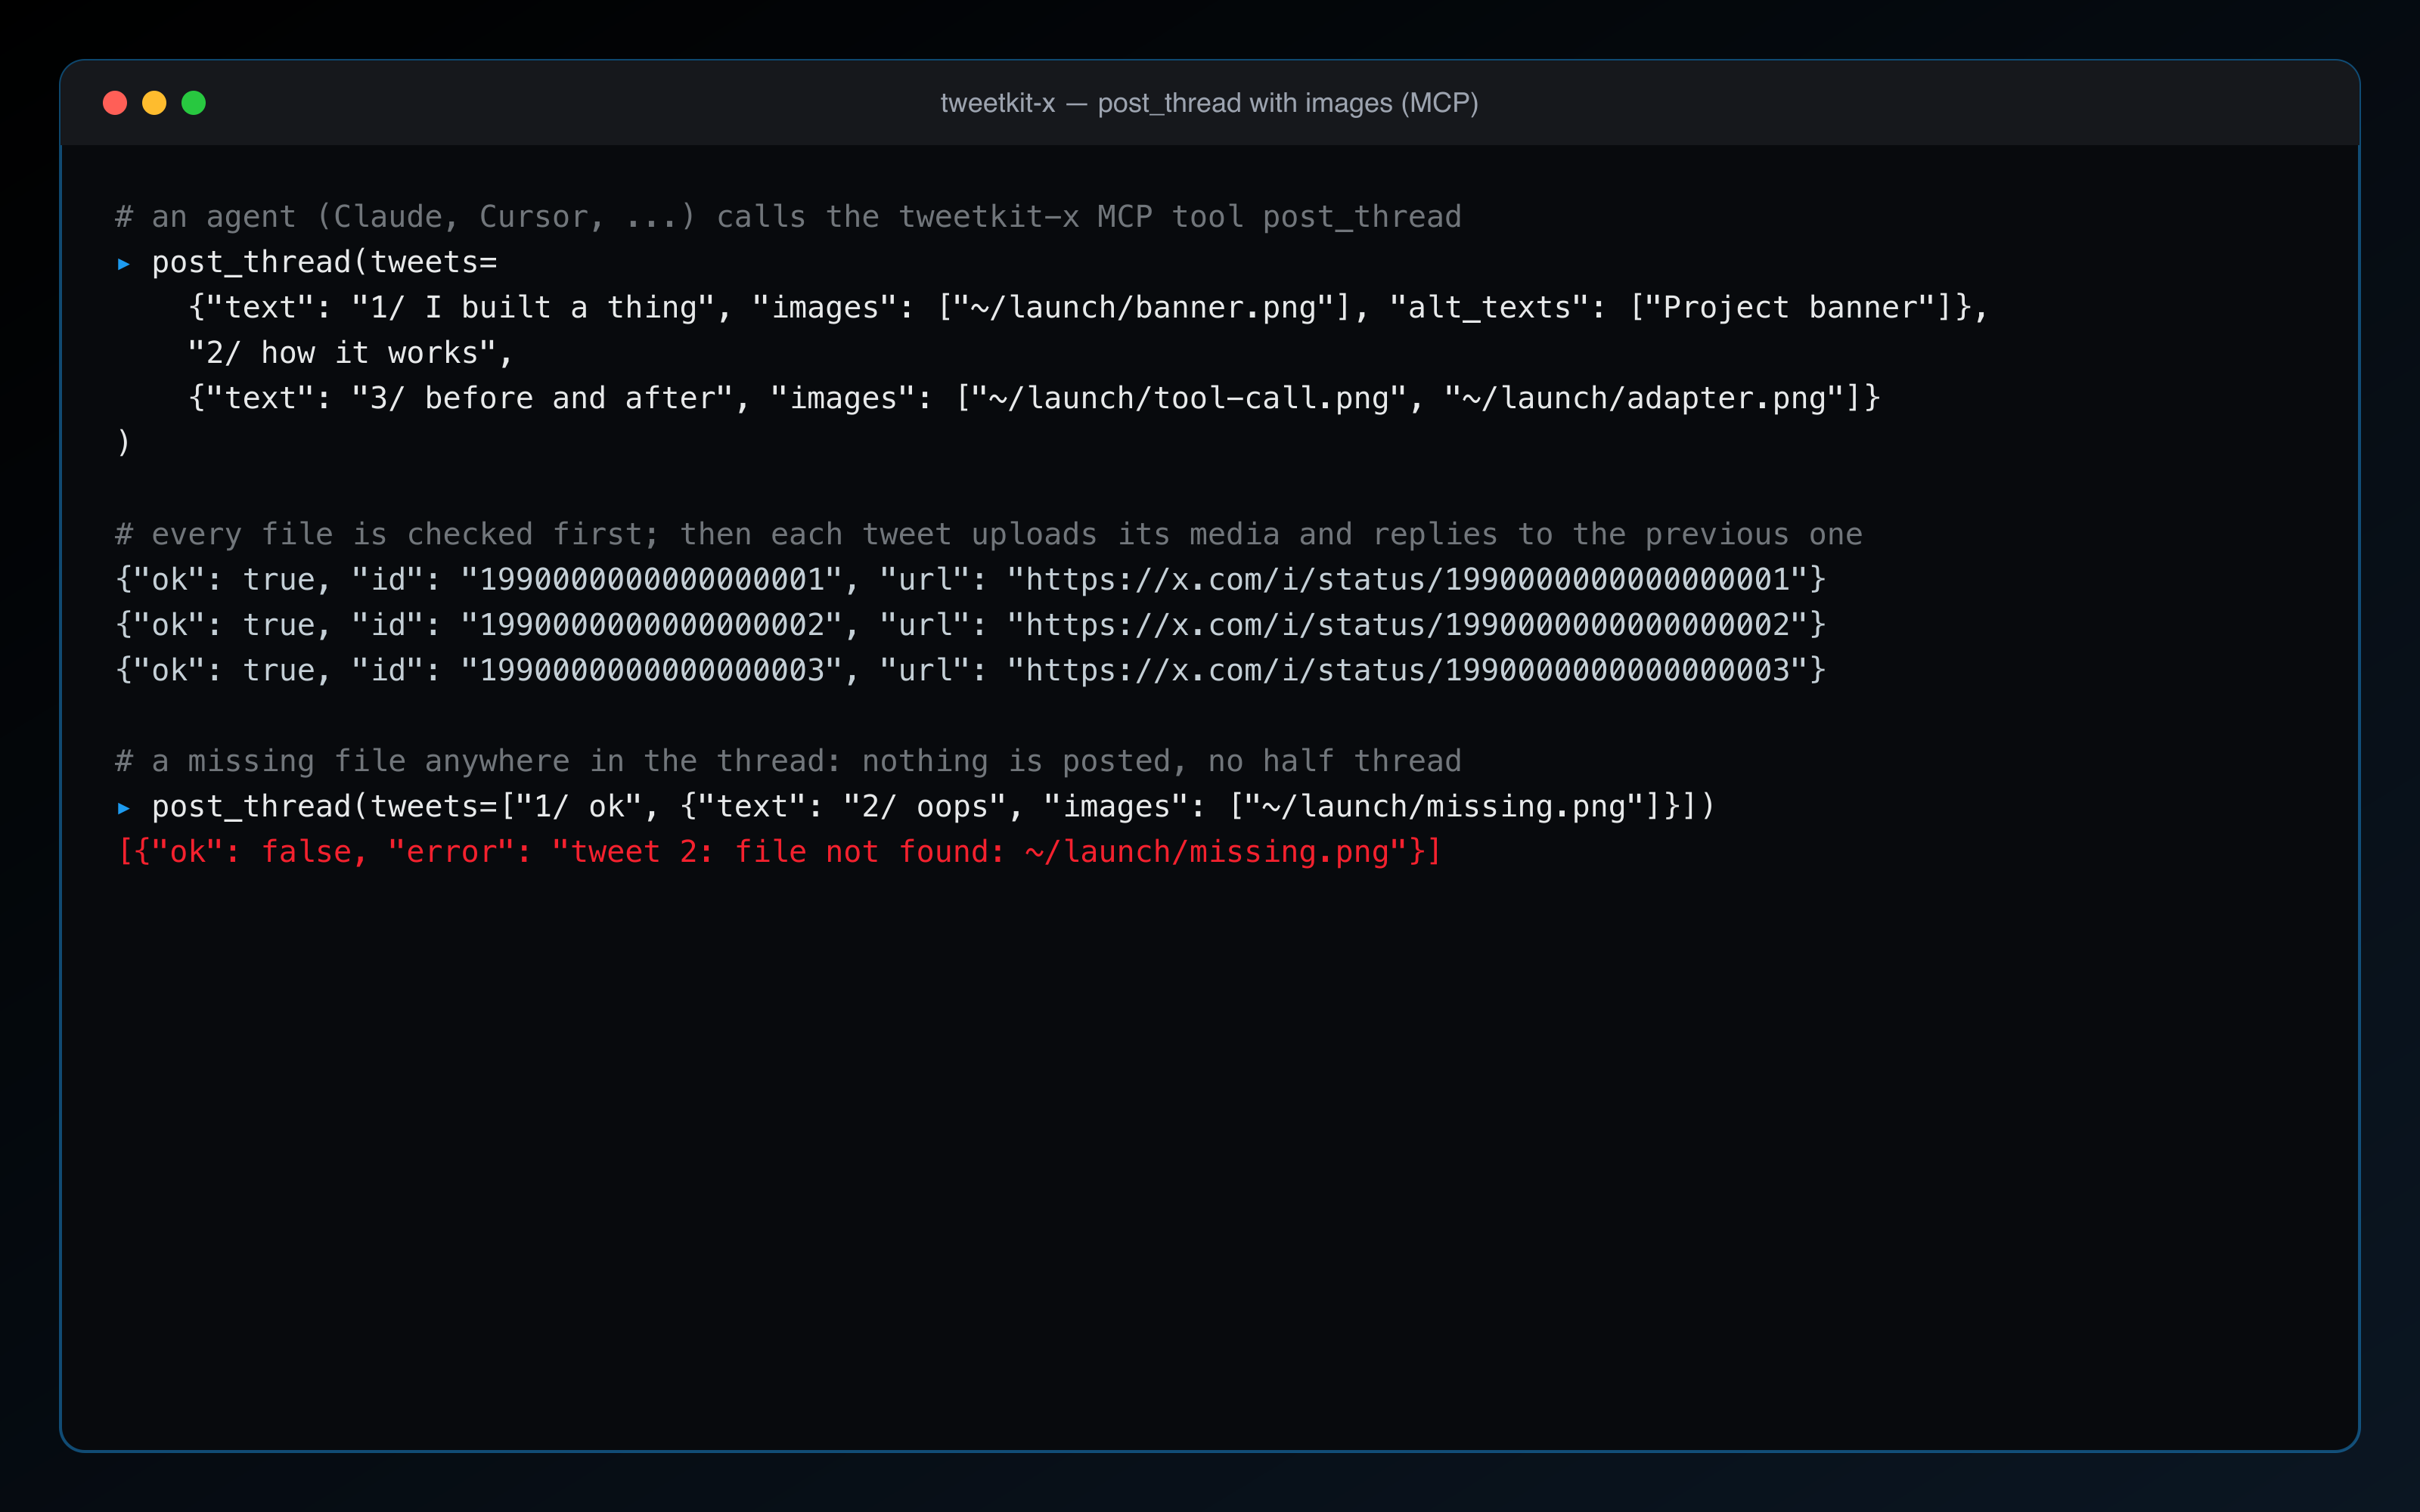 tweetkit-x — post_thread with images (MCP)
# an agent (Claude, Cursor, ...) calls the tweetkit-x MCP tool post_thread
▸ post_thread(tweets=
    {"text": "1/ I built a thing", "images": ["~/launch/banner.png"], "alt_texts": ["Project banner"]},
    "2/ how it works",
    {"text": "3/ before and after", "images": ["~/launch/tool-call.png", "~/launch/adapter.png"]}
)
# every file is checked first; then each tweet uploads its media and replies to the previous one
{"ok": true, "id": "1990000000000000001", "url": "https://x.com/i/status/1990000000000000001"}
{"ok": true, "id": "1990000000000000002", "url": "https://x.com/i/status/1990000000000000002"}
{"ok": true, "id": "1990000000000000003", "url": "https://x.com/i/status/1990000000000000003"}
# a missing file anywhere in the thread: nothing is posted, no half thread
▸ post_thread(tweets=["1/ ok", {"text": "2/ oops", "images": ["~/launch/missing.png"]}])
[{"ok": false, "error": "tweet 2: file not found: ~/launch/missing.png"}]